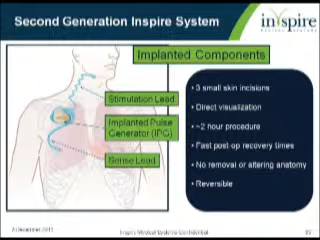 Second Generation Inspire System
inspire
MEDICAL SYSTEMS
Implanted Components
Stimulation Lead
Implanted Pulse
Generator (IPG)
Sense Lead
• 3 small skin incisions
• Direct visualization
• ~2 hour procedure
• Fast post-op recovery times
• No removal or altering anatomy
• Reversible
Inspire Medical Systems Confidential